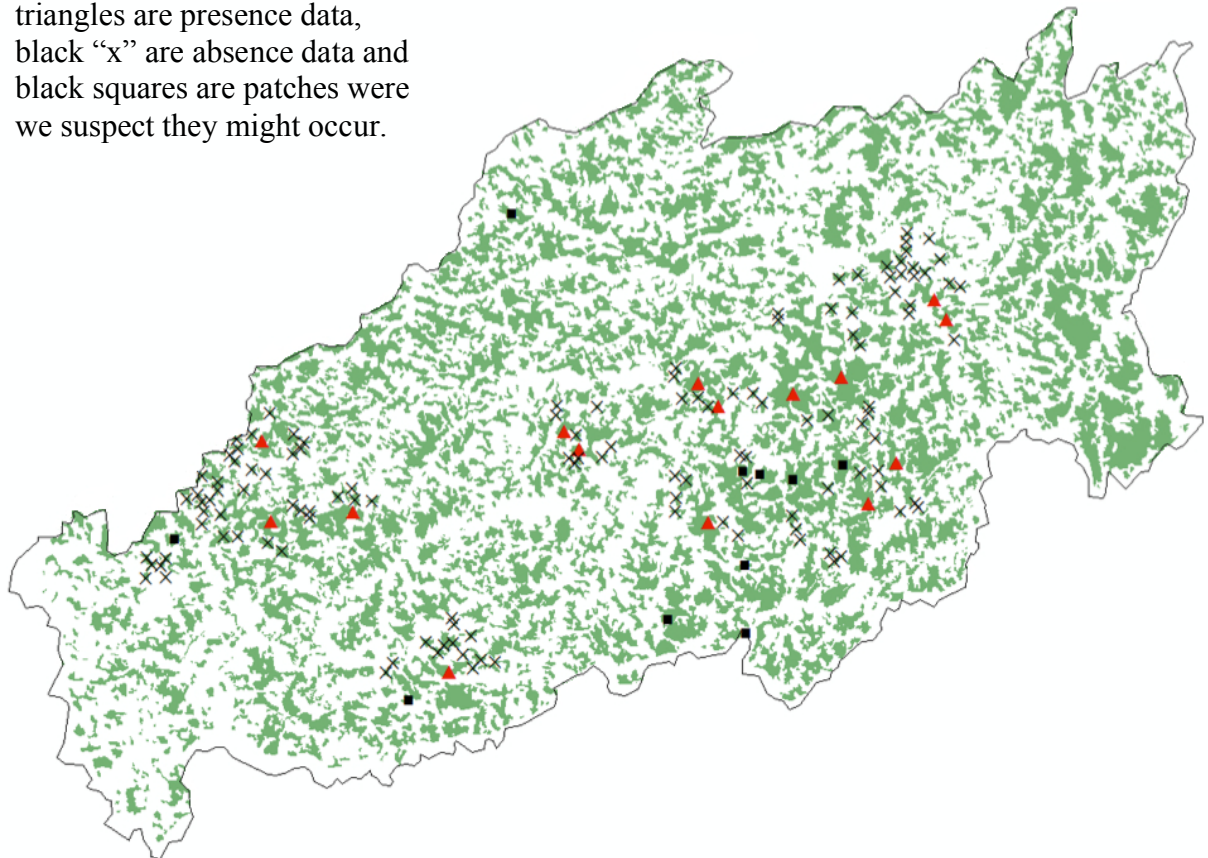 triangles are presence data,
black “x” are absence data and
black squares are patches were
we suspect they might occur.